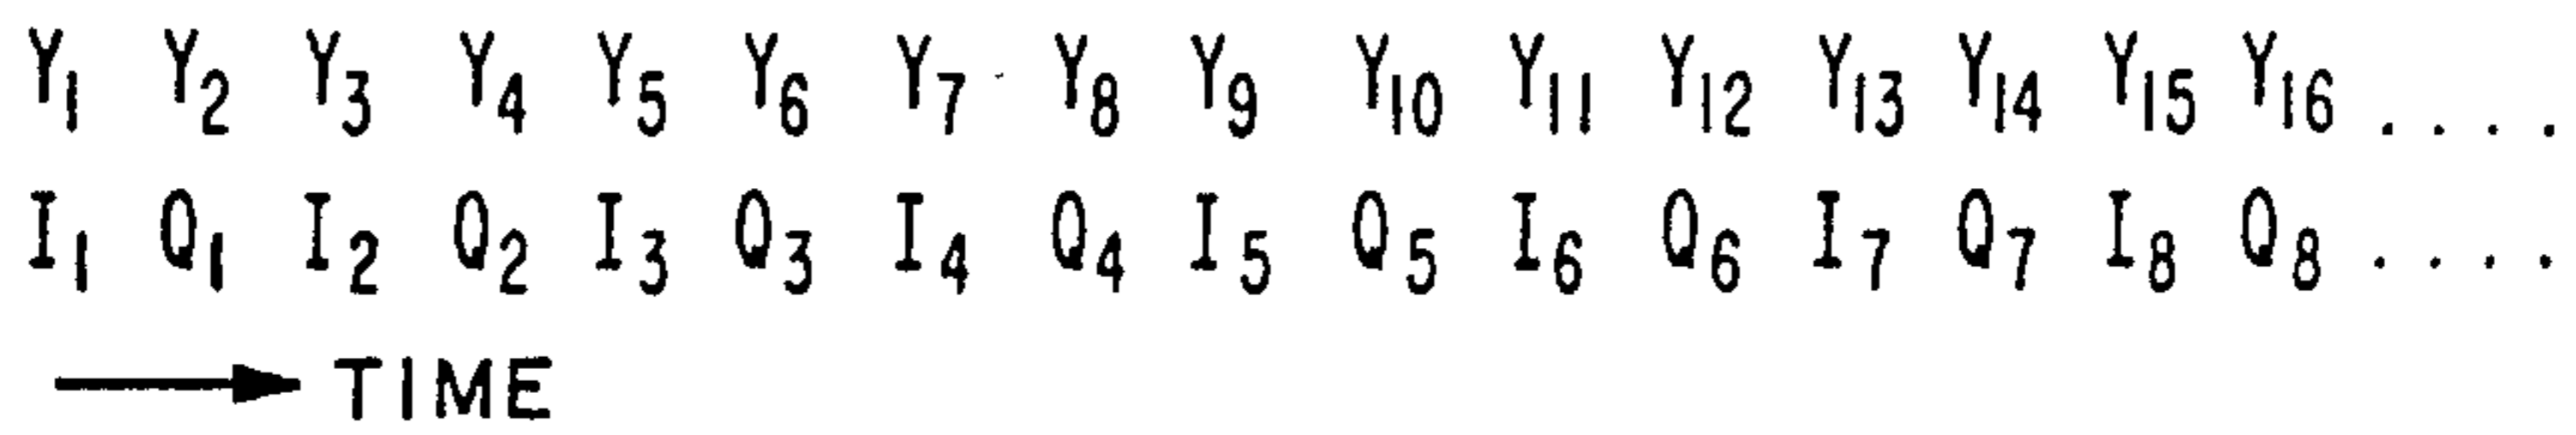 Y₁ Y₂ Y₃ Y₄ Y₅ Y₆ Y₇ Y₈ Y₉ Y₁₀ Y₁₁ Y₁₂ Y₁₃ Y₁₄ Y₁₅ Y₁₆ ....
I₁ Q₁ I₂ Q₂ I₃ Q₃ I₄ Q₄ I₅ Q₅ I₆ Q₆ I₇ Q₇ I₈ Q₈ ....
TIME